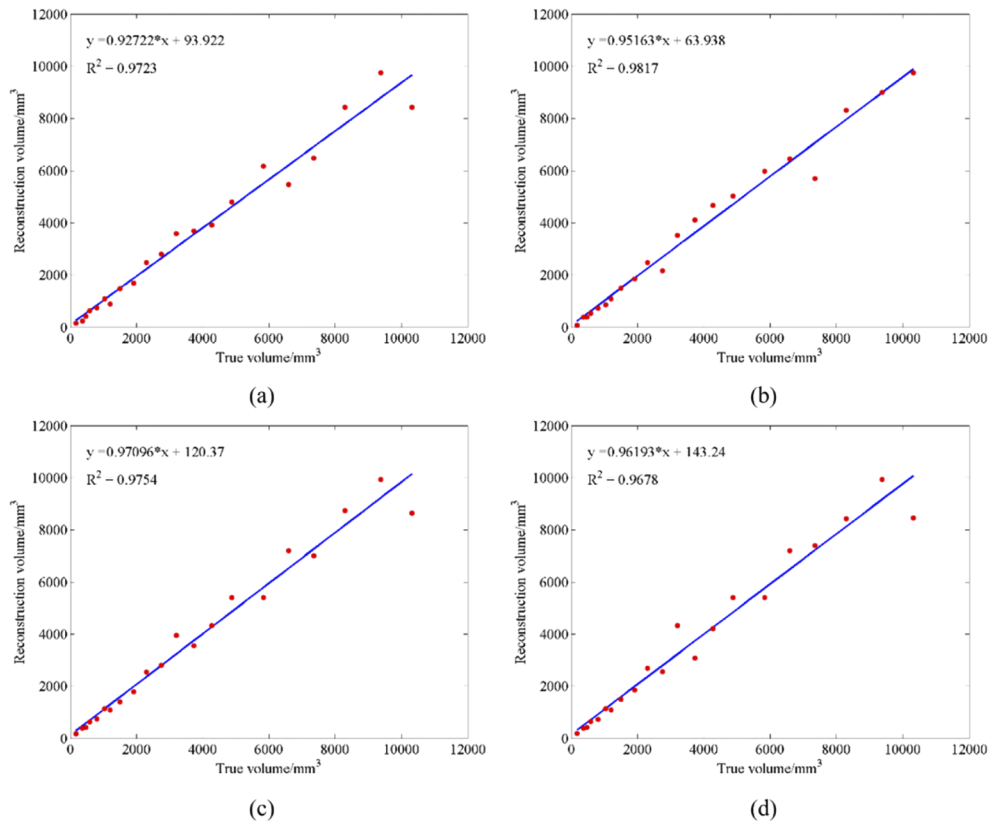 12000
y =0.92722*x + 93.922
10000
R² − 0.9723
8000
6000
4000
2000
0
Reconstruction volume/mm³
0 2000 4000 6000 8000 10000 12000
True volume/mm³
(a)
12000
y =0.95163*x + 63.938
10000
R² − 0.9817
8000
6000
4000
2000
0
Reconstruction volume/mm³
0 2000 4000 6000 8000 10000 12000
True volume/mm³
(b)
12000
y =0.97096*x + 120.37
10000
R² − 0.9754
8000
6000
4000
2000
0
Reconstruction volume/mm³
0 2000 4000 6000 8000 10000 12000
True volume/mm³
(c)
12000
y =0.96193*x + 143.24
10000
R² − 0.9678
8000
6000
4000
2000
0
Reconstruction volume/mm³
0 2000 4000 6000 8000 10000 12000
True volume/mm³
(d)